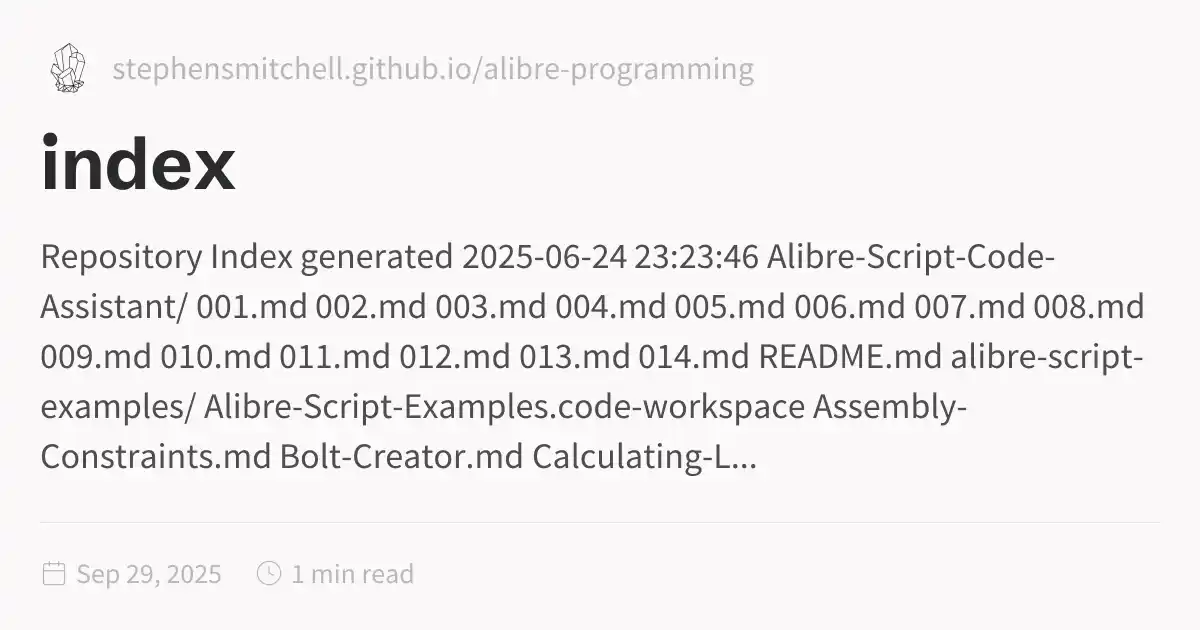 stephensmitchell.github.io/alibre-programming
index
Repository Index generated 2025-06-24 23:23:46 Alibre-Script-Code-
Assistant/ 001.md 002.md 003.md 004.md 005.md 006.md 007.md 008.md
009.md 010.md 011.md 012.md 013.md 014.md README.md alibre-script-
examples/ Alibre-Script-Examples.code-workspace Assembly-
Constraints.md Bolt-Creator.md Calculating-L...
Sep 29, 2025 1 min read